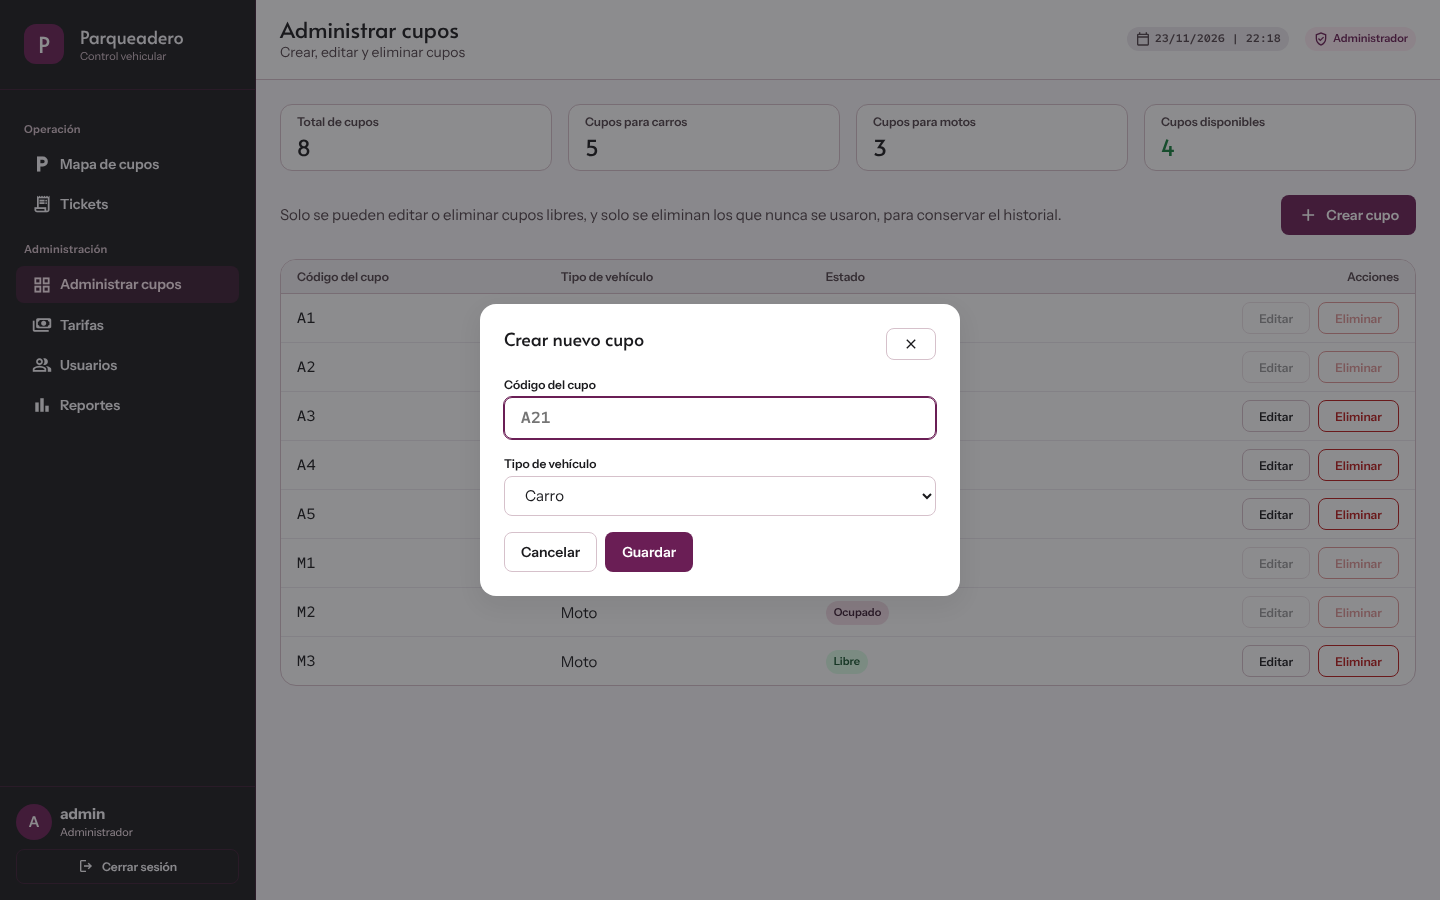 P
Parqueadero
Control vehicular
Operación
Mapa de cupos
Tickets
Administración
Administrar cupos
Tarifas
Usuarios
Reportes
A
admin
Administrador
Cerrar sesión
Administrar cupos
Crear, editar y eliminar cupos
23/11/2026 | 22:18
Administrador
Total de cupos
8
Cupos para carros
5
Cupos para motos
3
Cupos disponibles
4
Solo se pueden editar o eliminar cupos libres, y solo se eliminan los que nunca se usaron, para conservar el historial.
Crear cupo
Código del cupo Tipo de vehículo Estado Acciones
A1 Editar Eliminar
A2 Editar Eliminar
A3 Editar Eliminar
A4 Editar Eliminar
A5 Editar Eliminar
M1 Editar Eliminar
M2 Moto Ocupado Editar Eliminar
M3 Moto Libre Editar Eliminar
Crear nuevo cupo
Código del cupo
A21
Tipo de vehículo
Carro
Cancelar Guardar